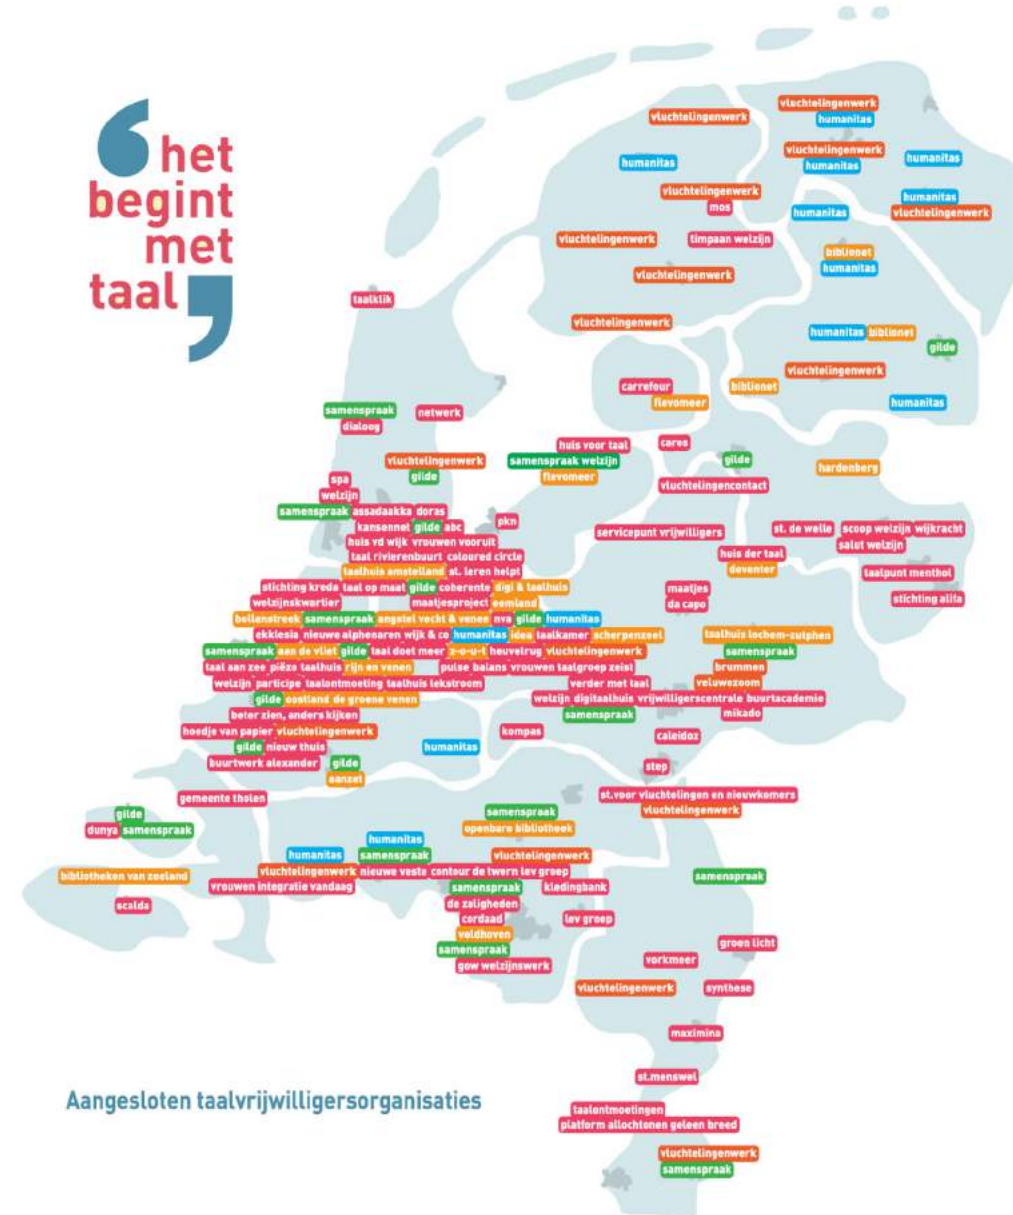 het
begint
met
taal
vluchtelingenwerk
humanitas
vluchtelingenwerk
vluchtelingenwerk
humanitas
humanitas
humanitas
vluchtelingenwerk
mos
humanitas
humanitas
vluchtelingenwerk
vluchtelingenwerk
timpaan welzijn
biblionet
humanitas
vluchtelingenwerk
taalklik
vluchtelingenwerk
humanitas biblionet
gilde
vluchtelingenwerk
carrefour
flevomeer
biblionet
humanitas
samenspraak
dialoog
netwerk
huis voor taal
samenspraak welzijn
flevomeer
cares
gilde
hardenberg
vluchtelingenwerk
gilde
vluchtelingencontact
spa
welzijn
samenspraak assadaakka doras
kansennet gilde abc
pkn
huis vd wijk vrouwen vooruit
taal rivierenbuurt coloured circle
taalhuis amstelland st. leren helpt
servicepunt vrijwilligers
st. de welle scoop welzijn wijkracht
salut welzijn
huis der taal
deventer
taalpunt menthol
stichting alifa
stichting kreda taal op maat gilde coherente digi & taalhuis
welzijnskwartier maatjesproject eemland
maatjes
da capo
bollenstreek samenspraak angstel vecht & venen nva gilde humanitas
ekklesia nieuwe alphenaren wijk & co humanitas idea taalkamer scherpenzeel
samenspraak aan de vliet gilde taal doet meer z-o-u-t heuvelrug vluchtelingenwerk
taal aan zee piëzo taalhuis rijn en venen pulse balans vrouwen taalgroep zeist
welzijn participe taalontmoeting taalhuis lekstroom verder met taal
taalhuis lochem-zutphen
samenspraak
brummen
veluwezoom
gilde oostland de groene venen
welzijn digitaalhuis vrijwilligerscentrale buurtacademie
samenspraak
mikado
beter zien, anders kijken
hoedje van papier vluchtelingenwerk
gilde nieuw thuis
buurtwerk alexander gilde
aanzet
humanitas
kompas
caleidoz
step
gemeente tholen
st.voor vluchtelingen en nieuwkomers
vluchtelingenwerk
gilde
dunya samenspraak
samenspraak
openbare bibliotheek
humanitas
humanitas samenspraak vluchtelingenwerk
vluchtelingenwerk nieuwe veste contour de twern lev groep
vrouwen integratie vandaag
samenspraak
kledingbank
bibliotheken van zeeland
scalda
samenspraak
de zaligheden
cordaad
veldhoven
samenspraak
gow welzijnswerk
lev groep
groen licht
vorkmeer
vluchtelingenwerk
synthese
maximina
st.menswel
taalontmoetingen
platform allochtonen geleen breed
vluchtelingenwerk
samenspraak
Aangesloten taalvrijwilligersorganisaties